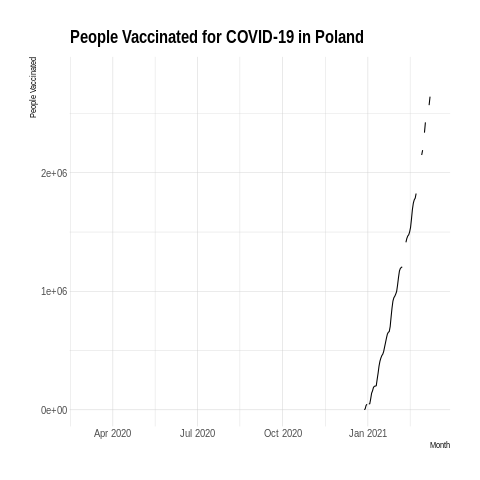 People Vaccinated for COVID-19 in Poland
People Vaccinated
2e+06
1e+06
0e+00
Apr 2020 Jul 2020 Oct 2020 Jan 2021
Month